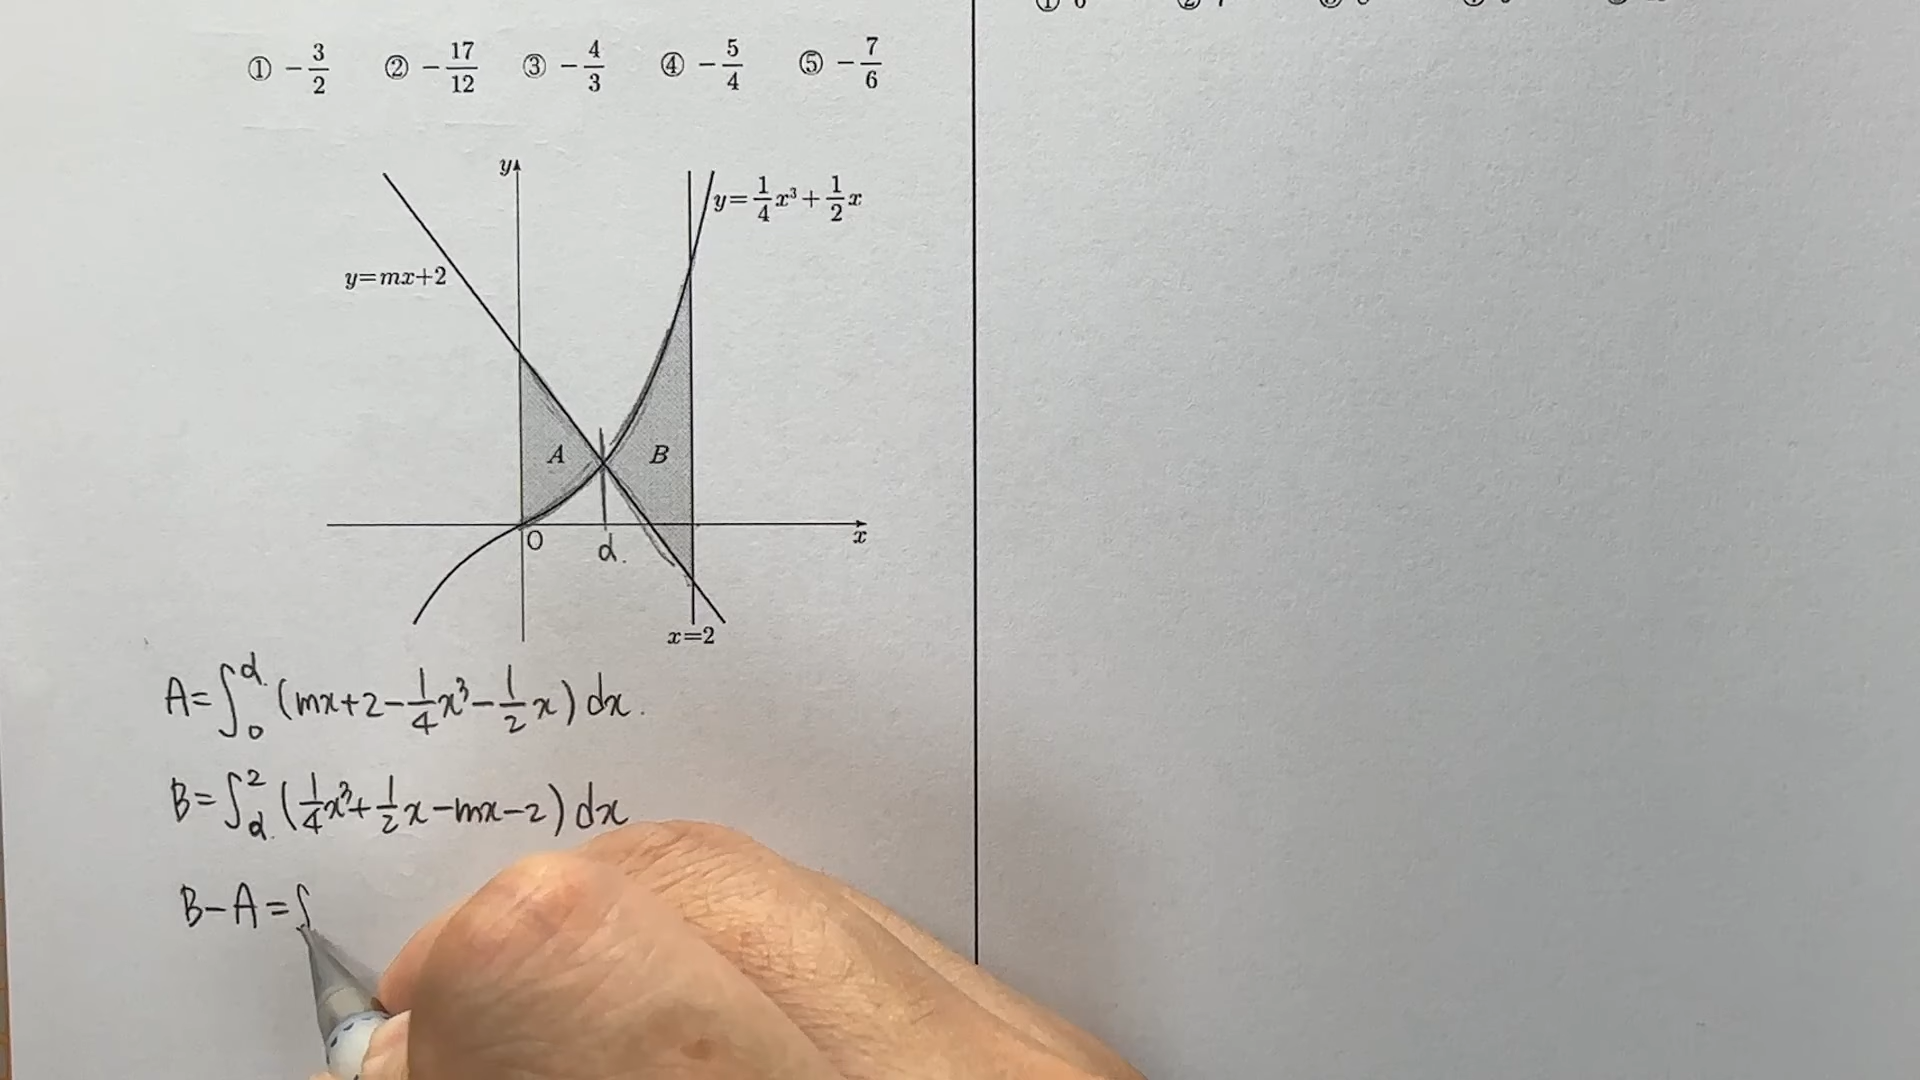 ① -3/2 ② -17/12 ③ -4/3 ④ -5/4 ⑤ -7/6
y
y=1/4x³+1/2x
y=mx+2
A B
O α. x
x=2
A=∫₀^α.(mx+2-1/4x³-1/2x)dx.
B=∫_α.²(1/4x³+1/2x-mx-2)dx
B-A=∫